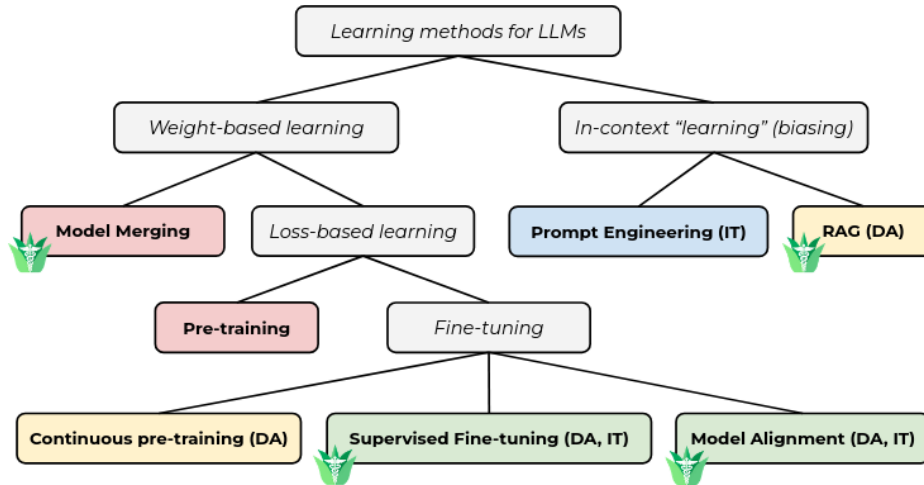 Learning methods for LLMs
Weight-based learning
In-context “learning” (biasing)
Model Merging
Loss-based learning
Prompt Engineering (IT)
RAG (DA)
Pre-training
Fine-tuning
Continuous pre-training (DA)
Supervised Fine-tuning (DA, IT)
Model Alignment (DA, IT)